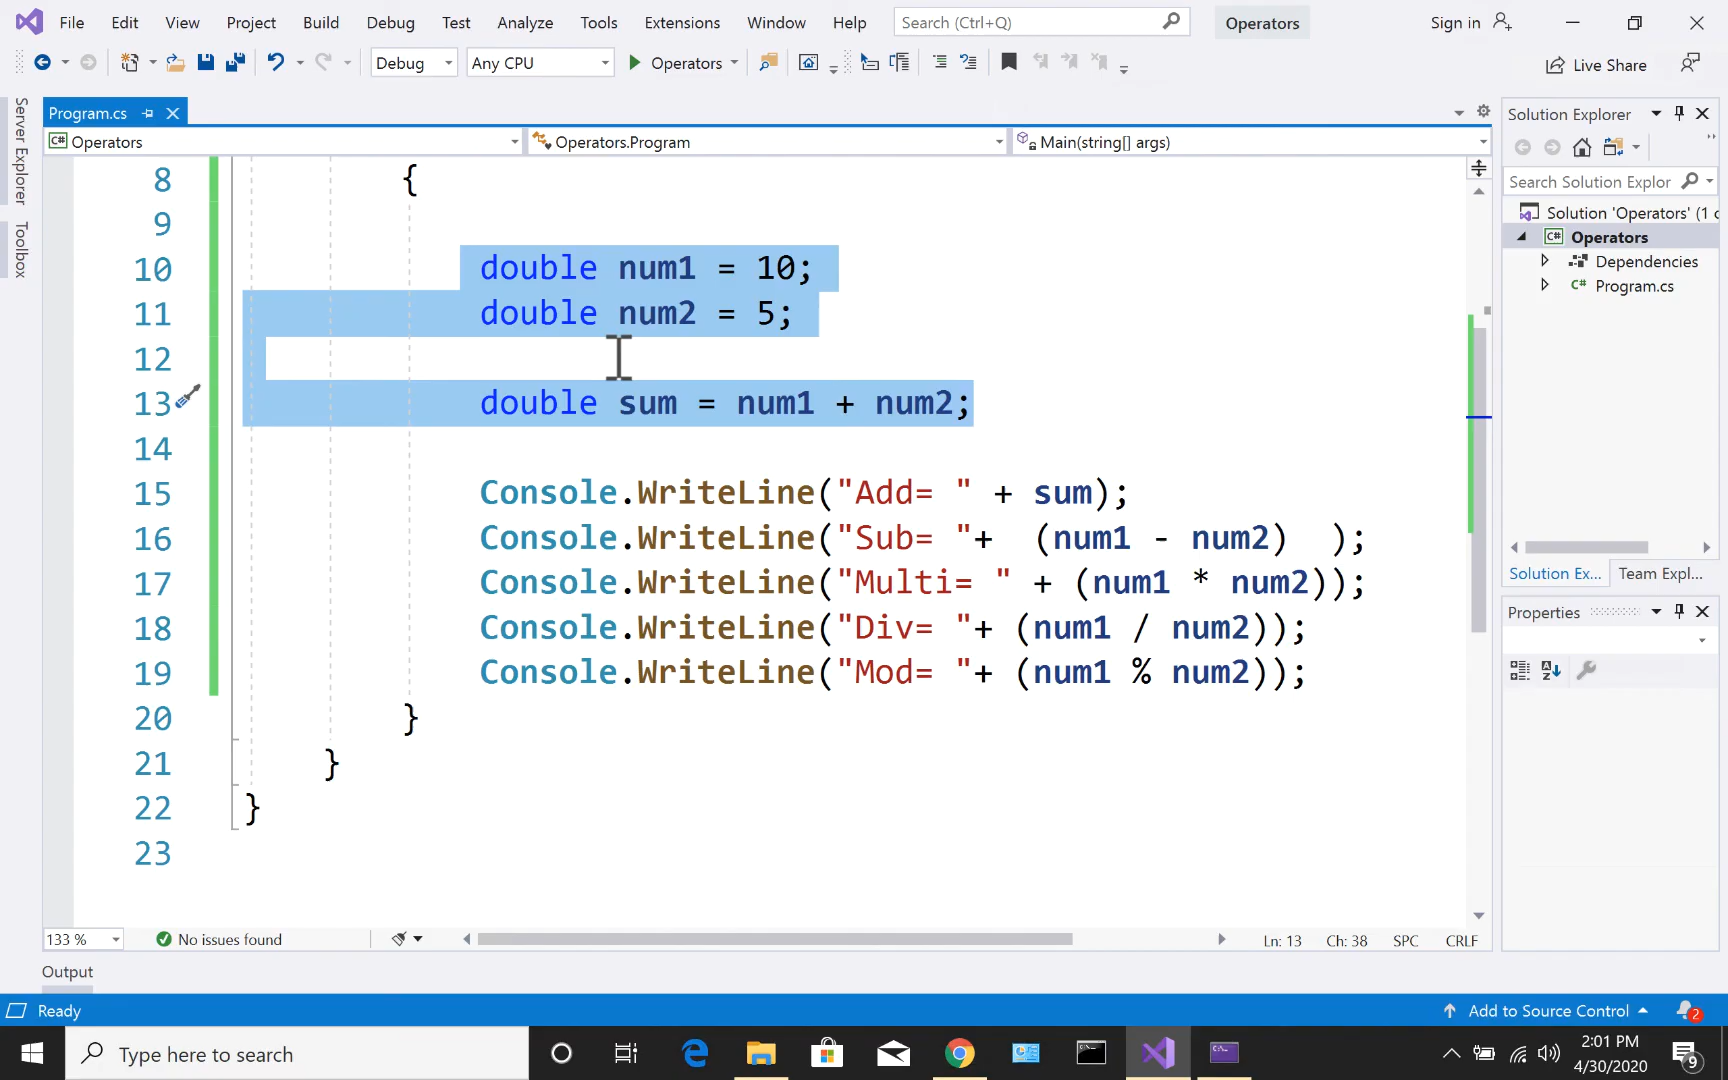 File Edit View Project Build Debug Test Analyze Tools Extensions Window Help Search (Ctrl+Q) Operators Sign in
Debug Any CPU Operators Live Share
Server Explorer
Toolbox
Program.cs
Operators Operators.Program Main(string[] args)
8 {
9
10 double num1 = 10;
11 double num2 = 5;
12
13 double sum = num1 + num2;
14
15 Console.WriteLine("Add= " + sum);
16 Console.WriteLine("Sub= "+  (num1 - num2)  );
17 Console.WriteLine("Multi= " + (num1 * num2));
18 Console.WriteLine("Div= "+ (num1 / num2));
19 Console.WriteLine("Mod= "+ (num1 % num2));
20 }
21 }
22 }
23
133 % No issues found Ln: 13 Ch: 38 SPC CRLF
Solution Explorer
Search Solution Explor
Solution 'Operators' (1 c
C# Operators
Dependencies
C# Program.cs
Solution Ex... Team Expl...
Properties
Output
Ready Add to Source Control 2
Type here to search
2:01 PM
4/30/2020
9